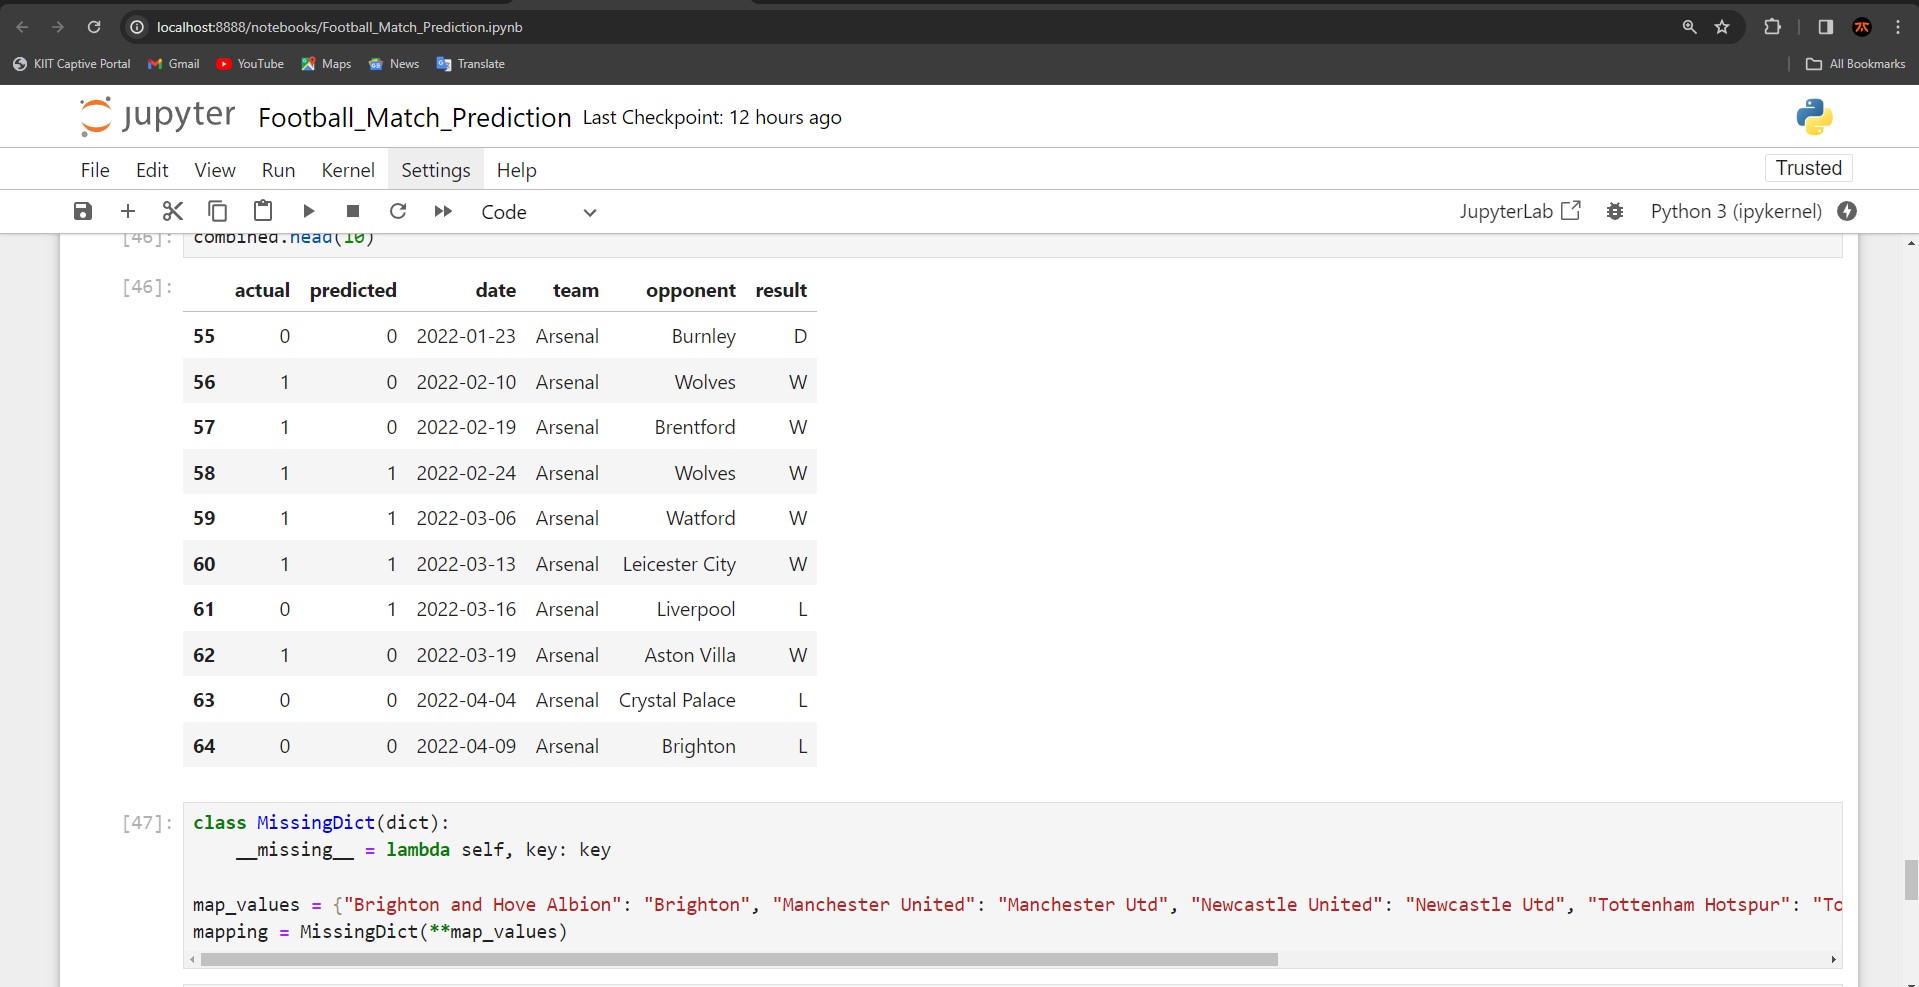 localhost:8888/notebooks/Football_Match_Prediction.ipynb
KIIT Captive Portal Gmail YouTube Maps News Translate All Bookmarks
jupyter Football_Match_Prediction Last Checkpoint: 12 hours ago
File Edit View Run Kernel Settings Help Trusted
Code JupyterLab Python 3 (ipykernel)
[46]: combined.head(10)
[46]: actual predicted date team opponent result
55 0 0 2022-01-23 Arsenal Burnley D
56 1 0 2022-02-10 Arsenal Wolves W
57 1 0 2022-02-19 Arsenal Brentford W
58 1 1 2022-02-24 Arsenal Wolves W
59 1 1 2022-03-06 Arsenal Watford W
60 1 1 2022-03-13 Arsenal Leicester City W
61 0 1 2022-03-16 Arsenal Liverpool L
62 1 0 2022-03-19 Arsenal Aston Villa W
63 0 0 2022-04-04 Arsenal Crystal Palace L
64 0 0 2022-04-09 Arsenal Brighton L
[47]: class MissingDict(dict):
__missing__ = lambda self, key: key
map_values = {"Brighton and Hove Albion": "Brighton", "Manchester United": "Manchester Utd", "Newcastle United": "Newcastle Utd", "Tottenham Hotspur": "To
mapping = MissingDict(**map_values)